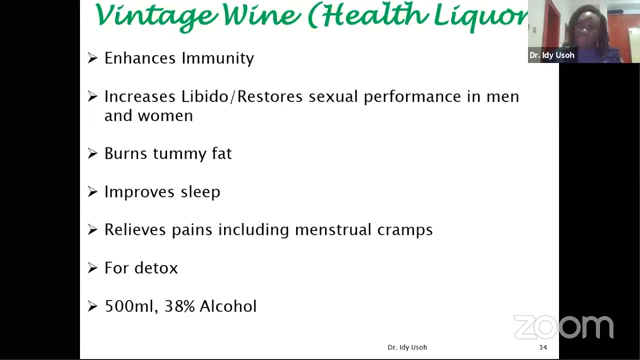 Vintage Wine (Health Liquor
Dr. Idy Usoh
➢ Enhances Immunity
➢ Increases Libido/Restores sexual performance in men
and women
➢ Burns tummy fat
➢ Improves sleep
➢ Relieves pains including menstrual cramps
➢ For detox
➢ 500ml, 38% Alcohol
zoom
Dr. Idy Usoh
34